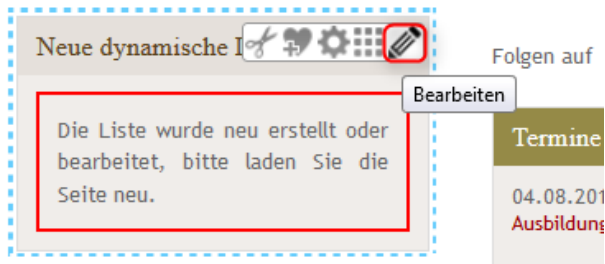 Neue dynamische
Bearbeiten
Die Liste wurde neu erstellt oder
bearbeitet, bitte laden Sie die
Seite neu.
Folgen auf
Termine
04.08.201
Ausbildung